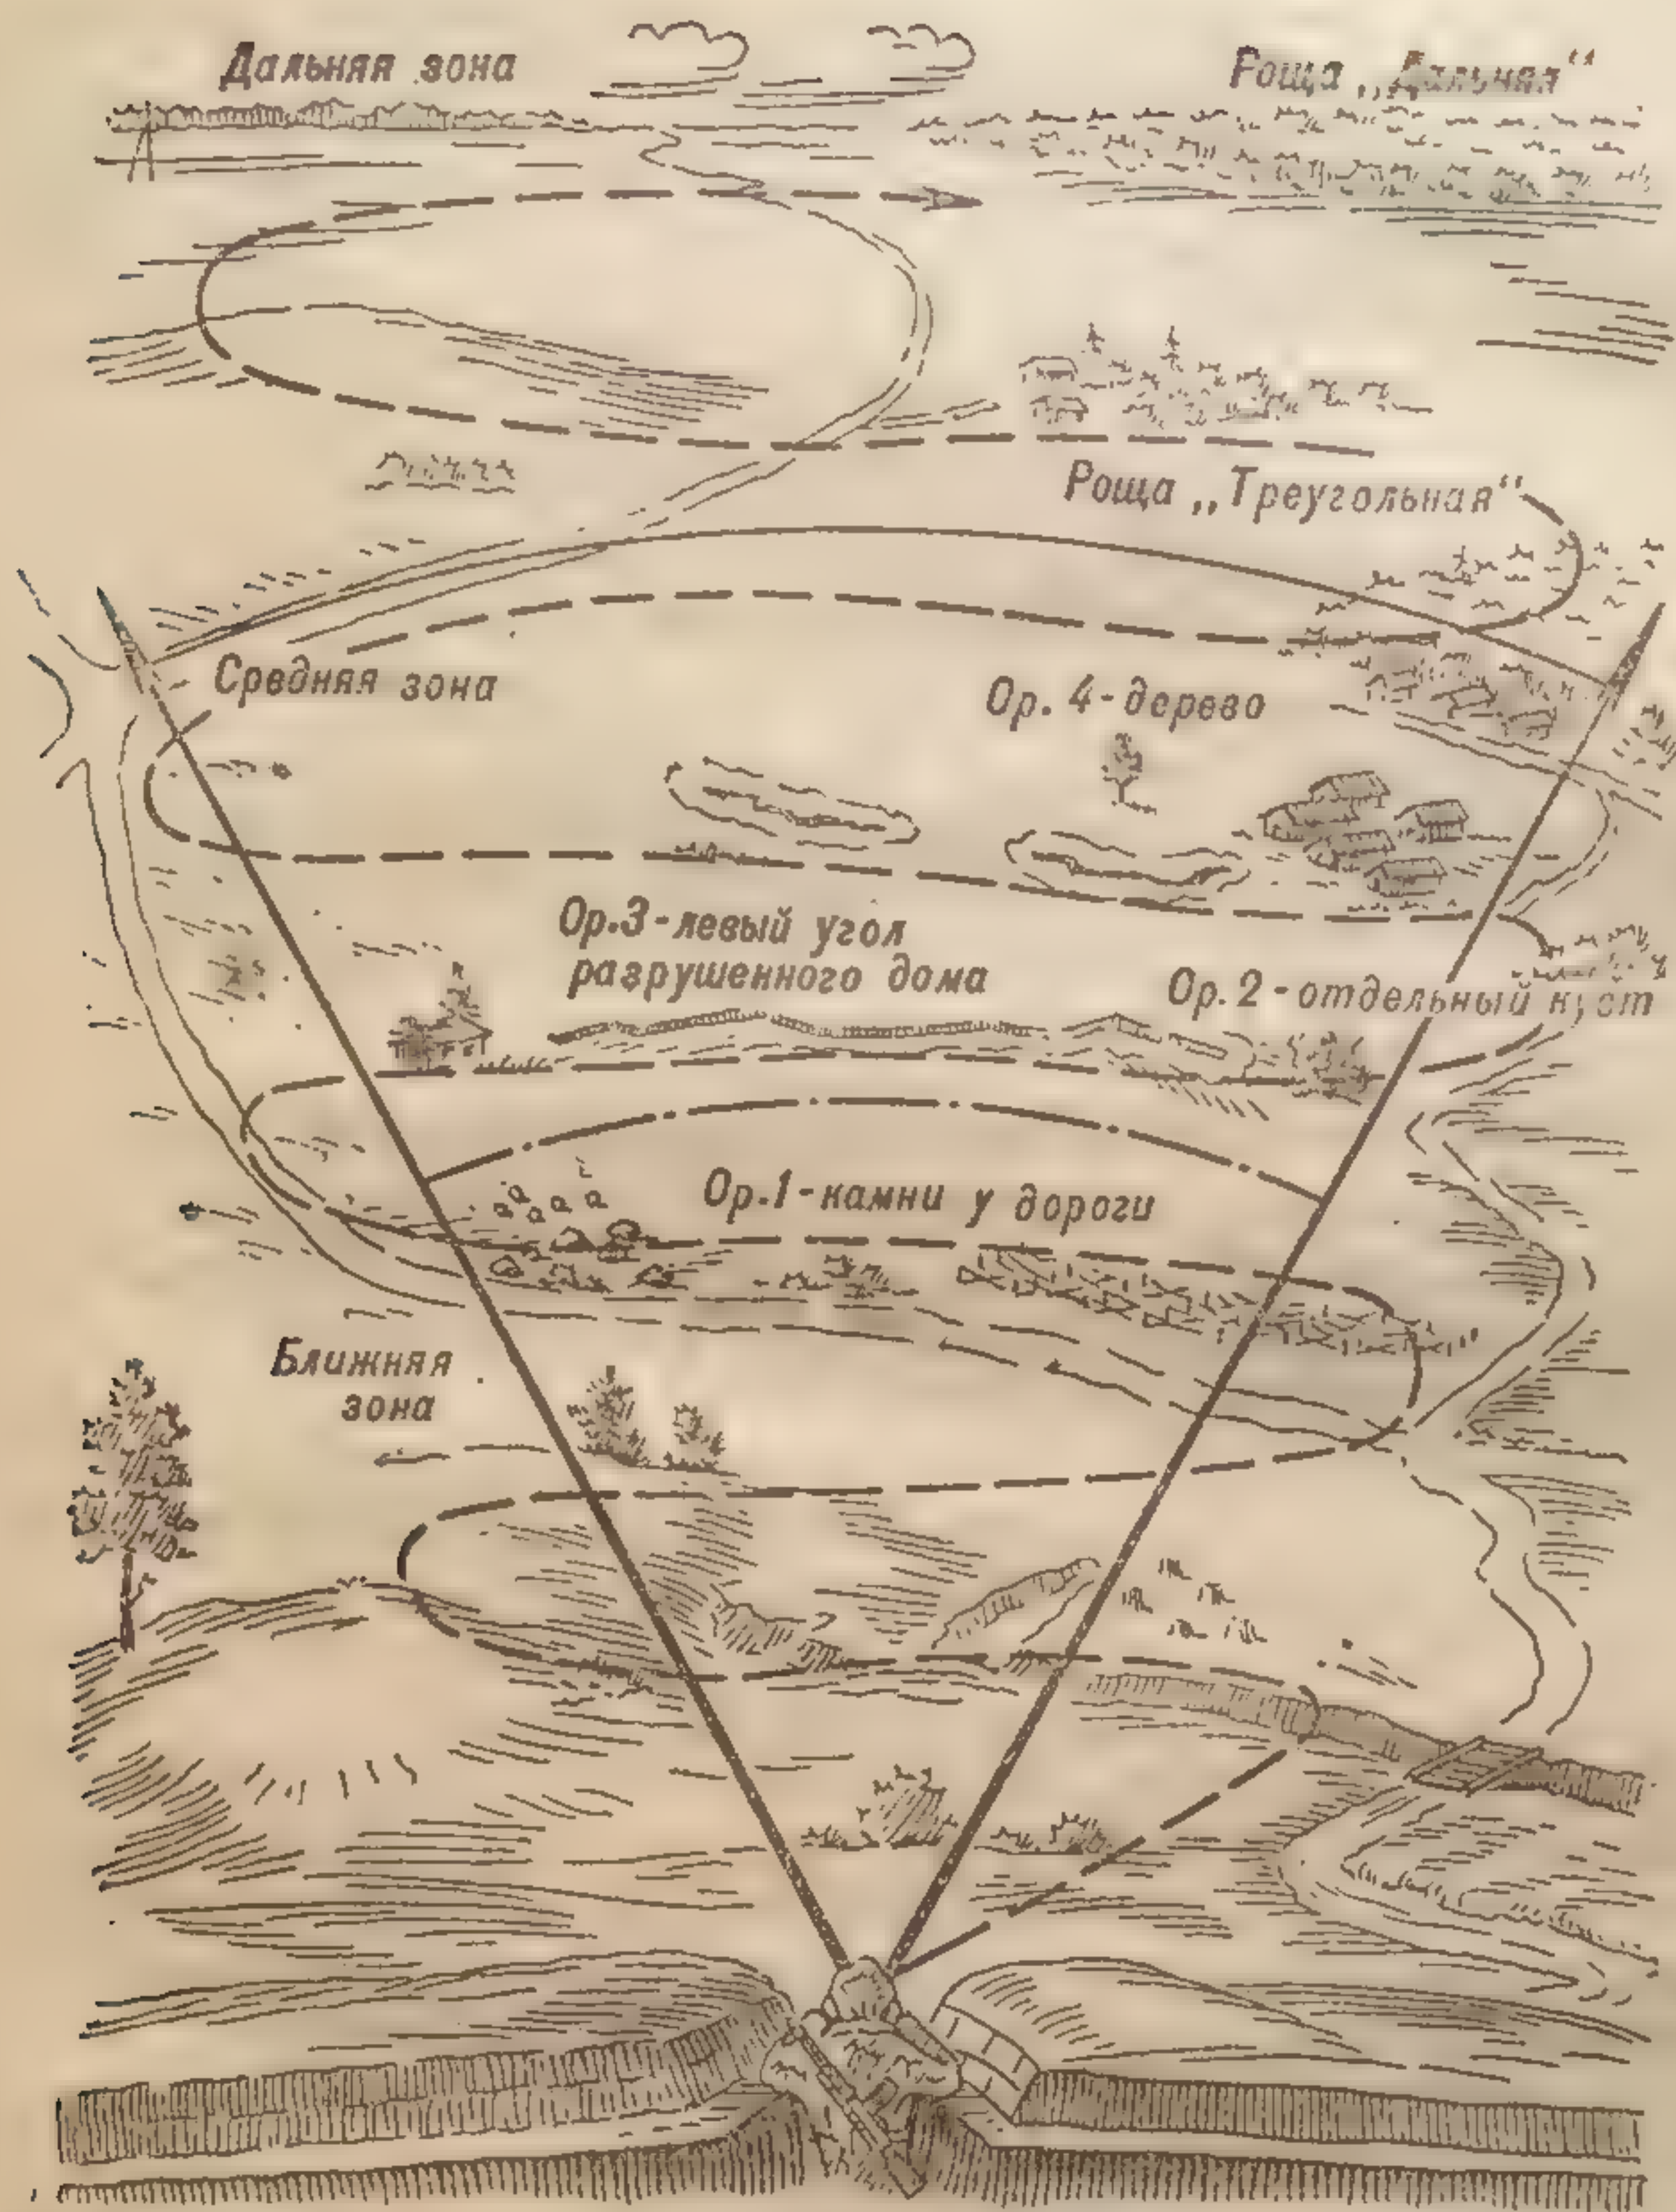 Дальняя зона
Роща „Дальняя“
Роща „Треугольная“
Средняя зона
Ор. 4-дерево
Ор.3-левый угол
разрушенного дома
Ор. 2-отдельный куст
Ор.1-камни у дороги
Ближняя
зона